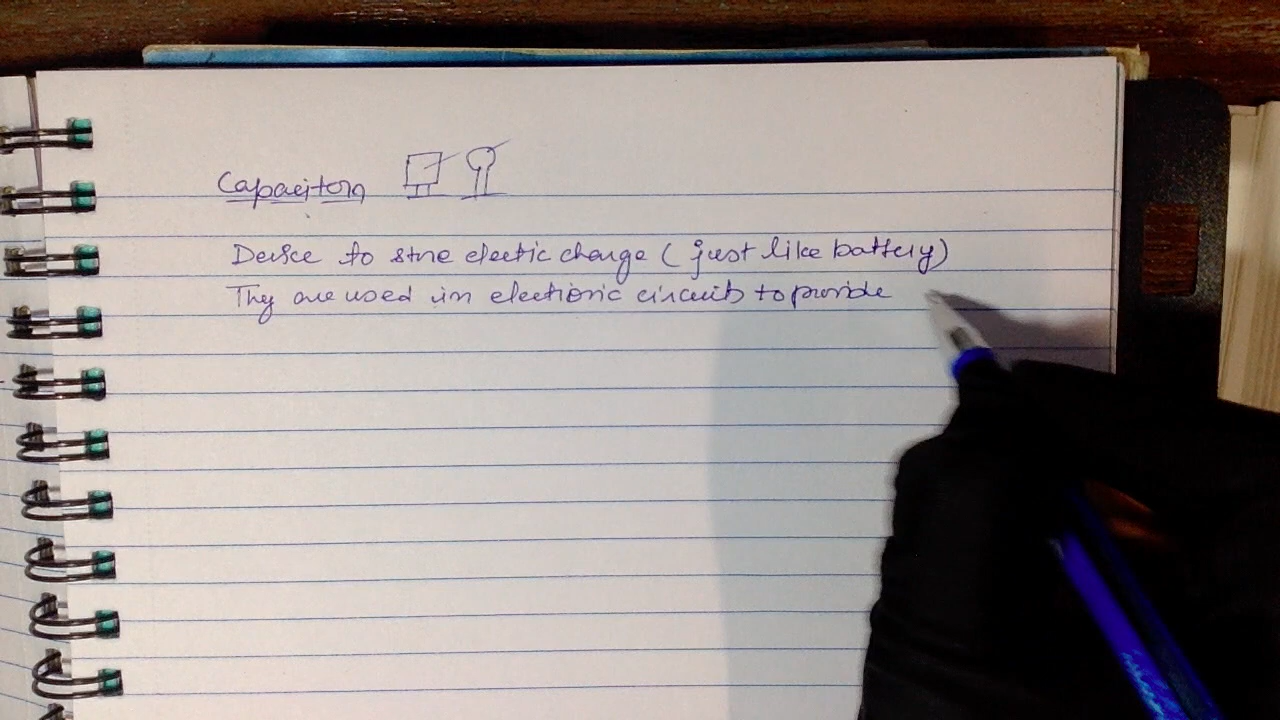 Capacitors
Device to store electric charge (just like battery)
They are used in electronic circuits to provide